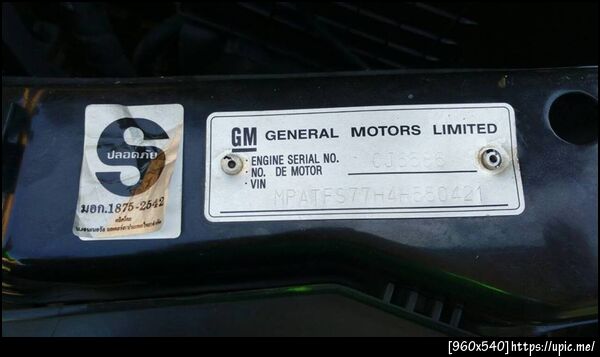 S
ปลอดภัย
มอก.1875-2542
GM GENERAL MOTORS LIMITED
ENGINE SERIAL NO.
NO. DE MOTOR
VIN MPATFS77H4H550421
[960x540]https://upic.me/